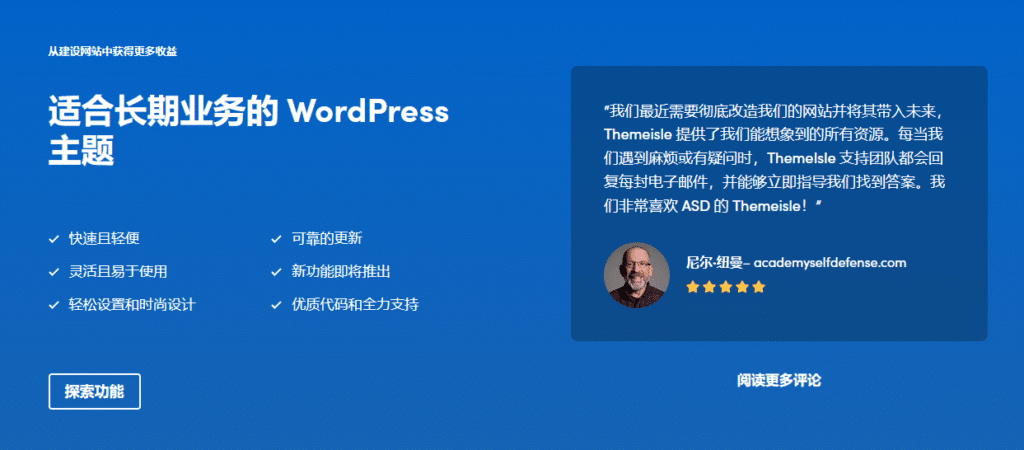 从建设网站中获得更多收益
适合长期业务的 WordPress
主题
快速且轻便
可靠的更新
灵活且易于使用
新功能即将推出
轻松设置和时尚设计
优质代码和全力支持
探索功能
“我们最近需要彻底改造我们的网站并将其带入未来，
Themeisle 提供了我们能想象到的所有资源。每当我
们遇到麻烦或有疑问时，ThemeIsle 支持团队都会回
复每封电子邮件，并能够立即指导我们找到答案。我
们非常喜欢 ASD 的 Themeisle！”
尼尔·纽曼– academyselfdefense.com
阅读更多评论